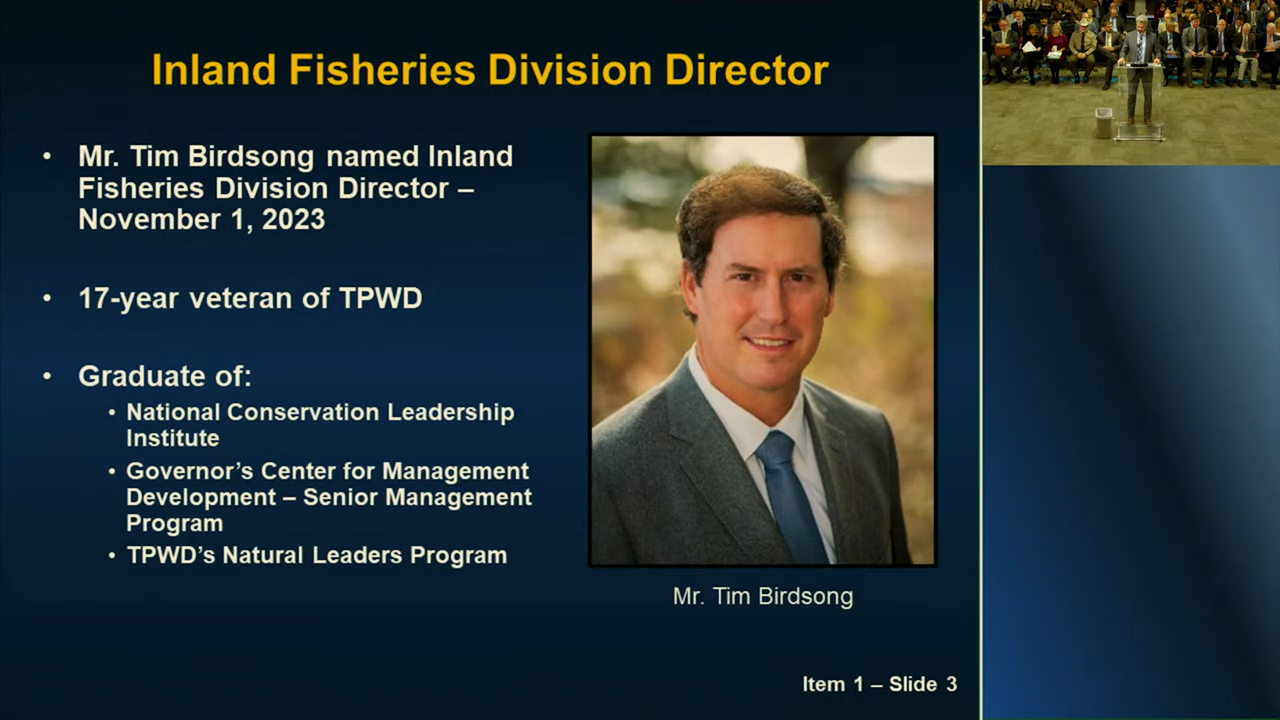 Inland Fisheries Division Director
• Mr. Tim Birdsong named Inland
Fisheries Division Director –
November 1, 2023
• 17-year veteran of TPWD
• Graduate of:
• National Conservation Leadership
Institute
• Governor’s Center for Management
Development – Senior Management
Program
• TPWD’s Natural Leaders Program
Mr. Tim Birdsong
Item 1 – Slide 3